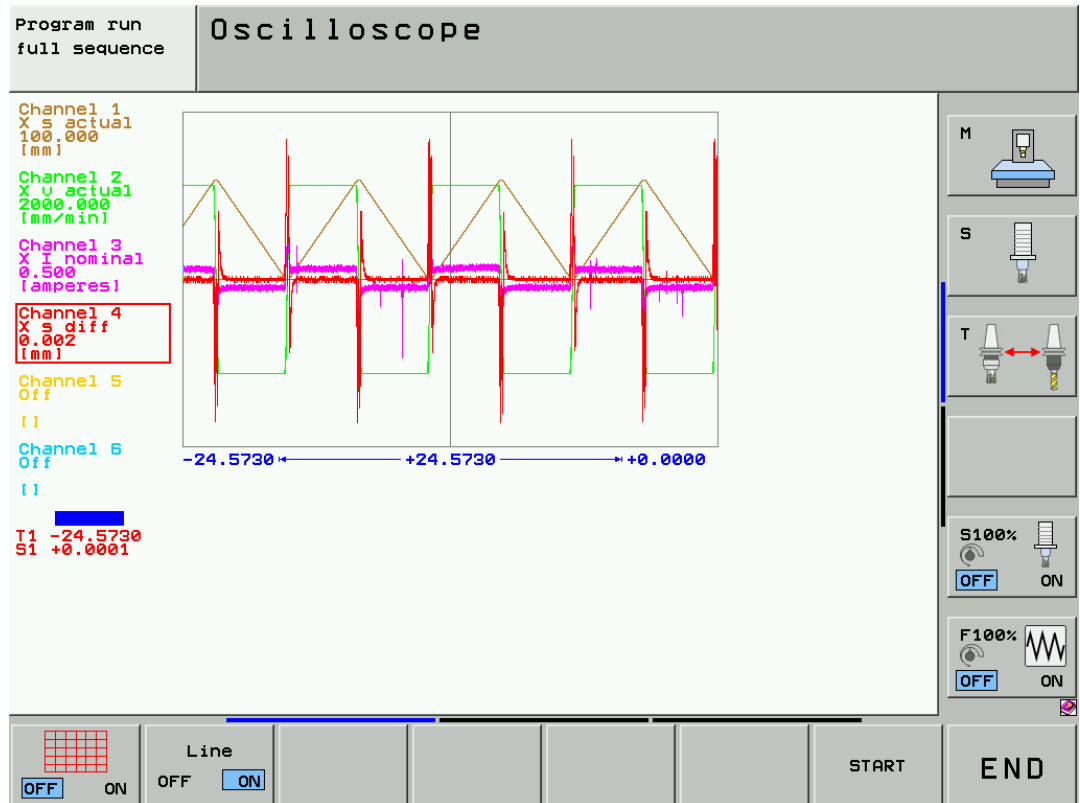 Program run
full sequence
Oscilloscope
Channel 1
X s actual
100.000
[mm]
Channel 2
X v actual
2000.000
[mm/min]
Channel 3
X I nominal
0.500
[amperes]
Channel 4
X s diff
0.002
[mm]
Channel 5
Off
[]
Channel 6
Off
[]
-24.5730 +24.5730 +0.0000
T1 -24.5730
S1 +0.0001
M
S
T
S100%
OFF ON
F100%
OFF ON
OFF ON
Line
OFF ON
START
END